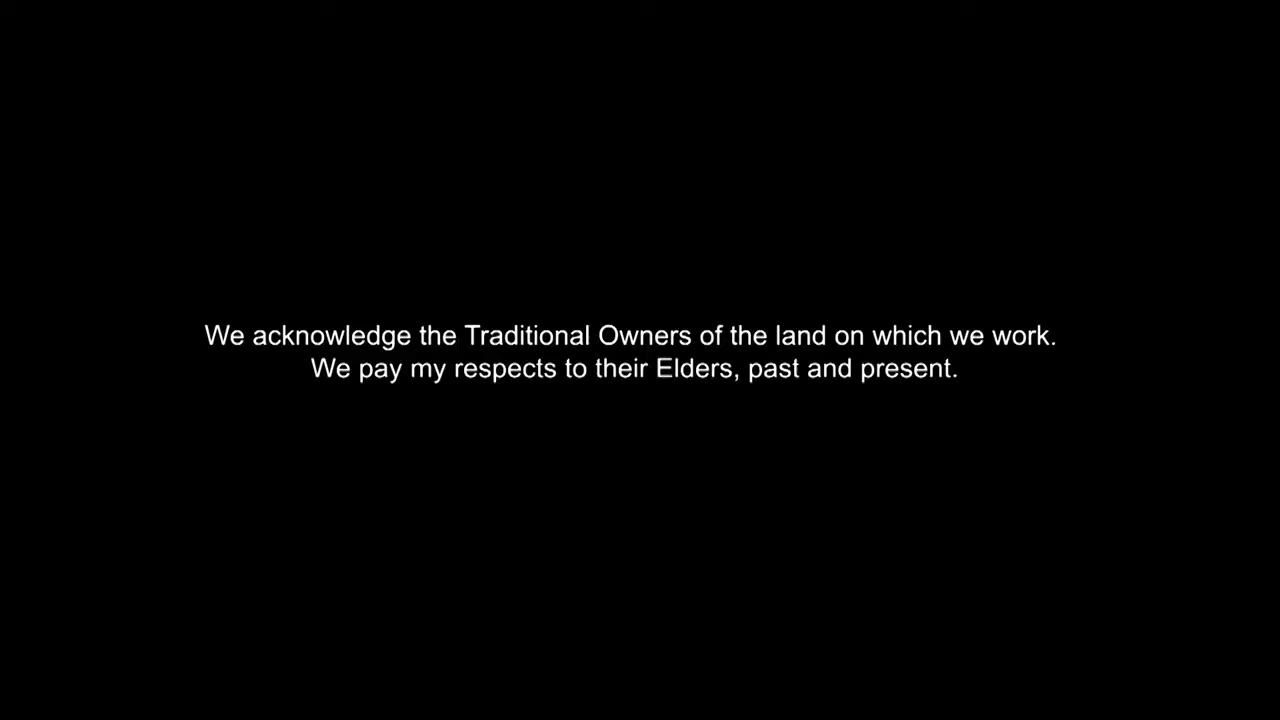 We acknowledge the Traditional Owners of the land on which we work.
We pay my respects to their Elders, past and present.